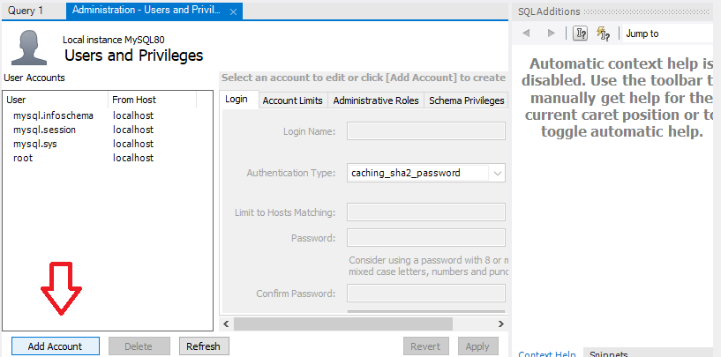 Query 1
Administration - Users and Privil...
SQLAdditions
Local instance MySQL80
Users and Privileges
Jump to
User Accounts
Select an account to edit or click [Add Account] to create
User From Host
mysql.infoschema localhost
mysql.session localhost
mysql.sys localhost
root localhost
Login Account Limits Administrative Roles Schema Privileges
Login Name:
Authentication Type: caching_sha2_password
Limit to Hosts Matching:
Password:
Consider using a password with 8 or
mixed case letters, numbers and
Confirm Password:
Automatic context help is
disabled. Use the toolbar
manually get help for the
current caret position or
toggle automatic help.
Add Account Delete Refresh
Revert Apply
Context Help Snippets